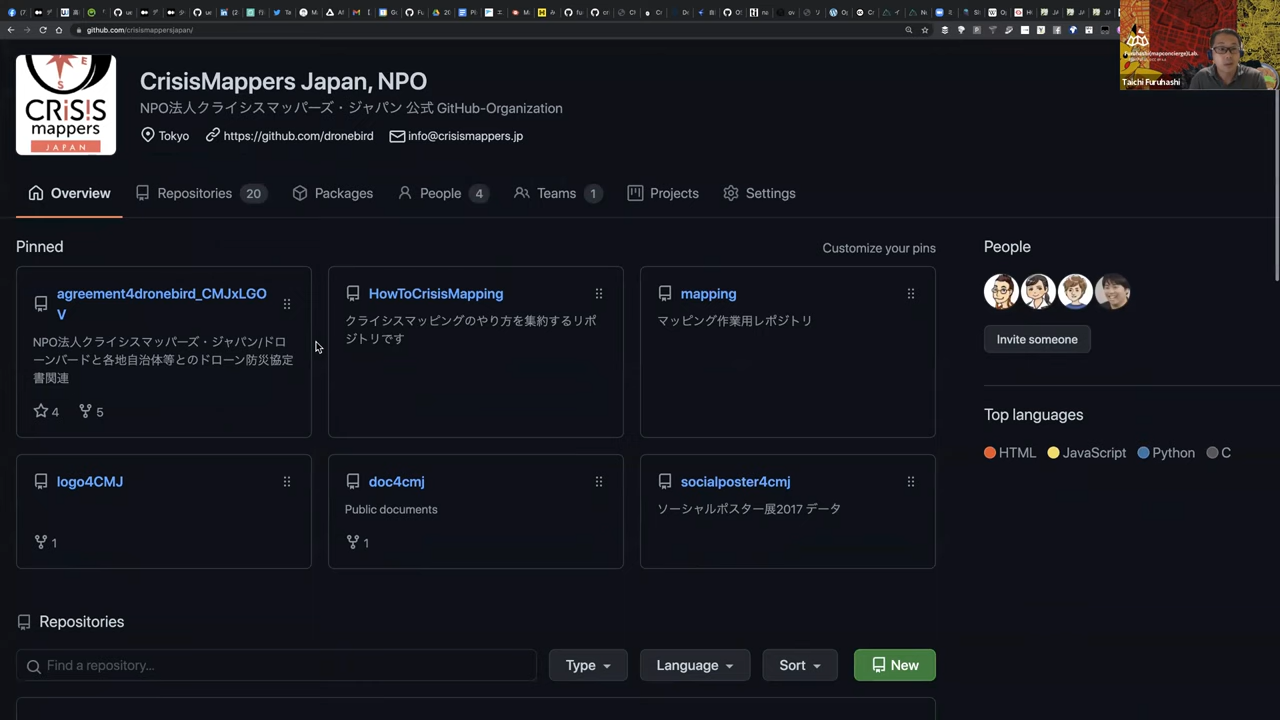 github.com/crisismappersjapan/
Taichi Furuhashi
CRiSiS
mappers
JAPAN
CrisisMappers Japan, NPO
NPO法人クライシスマッパーズ・ジャパン 公式 GitHub-Organization
Tokyo
https://github.com/dronebird
info@crisismappers.jp
Overview
Repositories 20
Packages
People 4
Teams 1
Projects
Settings
Pinned
Customize your pins
agreement4dronebird_CMJxLGO
V
NPO法人クライシスマッパーズ・ジャパン/ドロ
ーンバードと各地自治体等とのドローン防災協定
書関連
4
5
HowToCrisisMapping
クライシスマッピングのやり方を集約するリポ
ジトリです
mapping
マッピング作業用レポジトリ
logo4CMJ
1
doc4cmj
Public documents
1
socialposter4cmj
ソーシャルポスター展2017 データ
People
Invite someone
Top languages
HTML JavaScript Python C
Repositories
Find a repository…
Type
Language
Sort
New